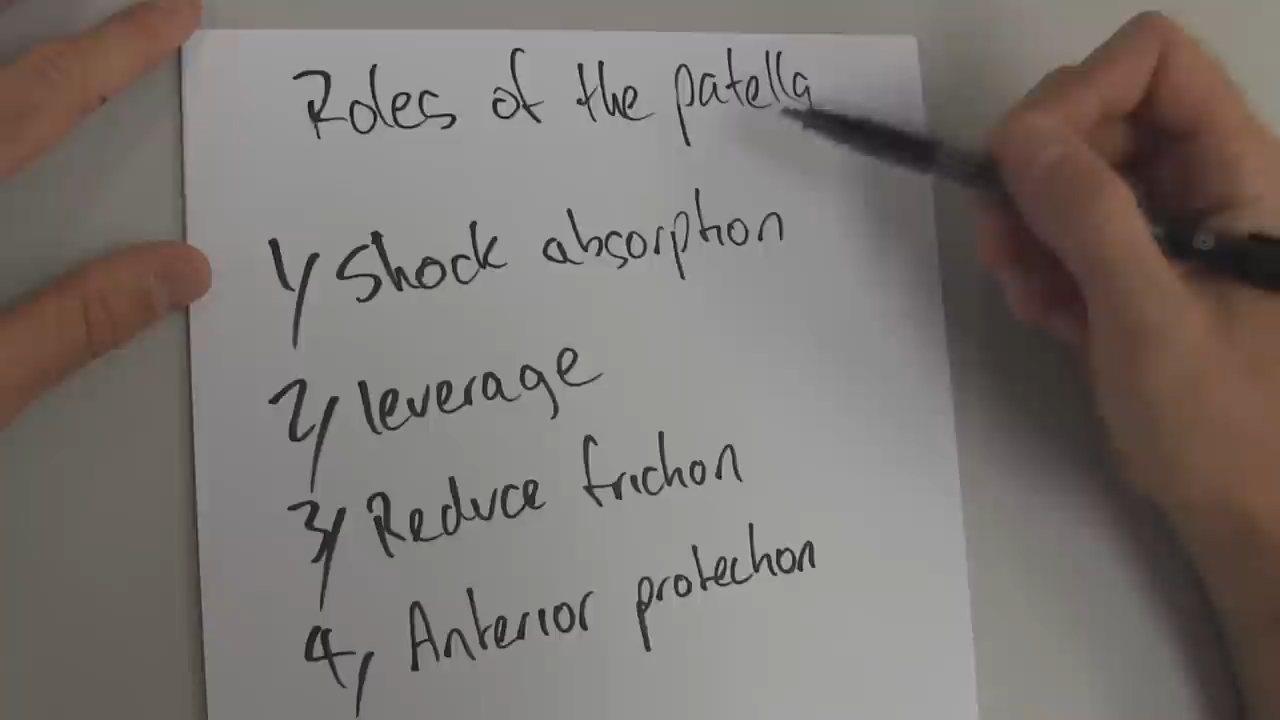 Roles of the patella
1/ Shock absorption
2/ leverage
3/ Reduce friction
4/ Anterior protection